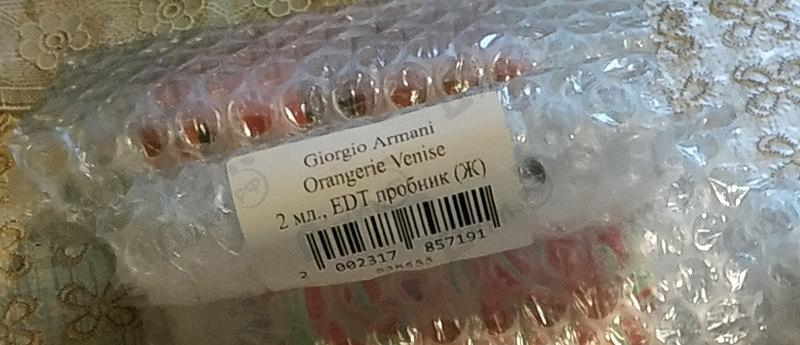 Giorgio Armani
Orangerie Venise
2 мл., EDT пробник (Ж)
2 002317 857191